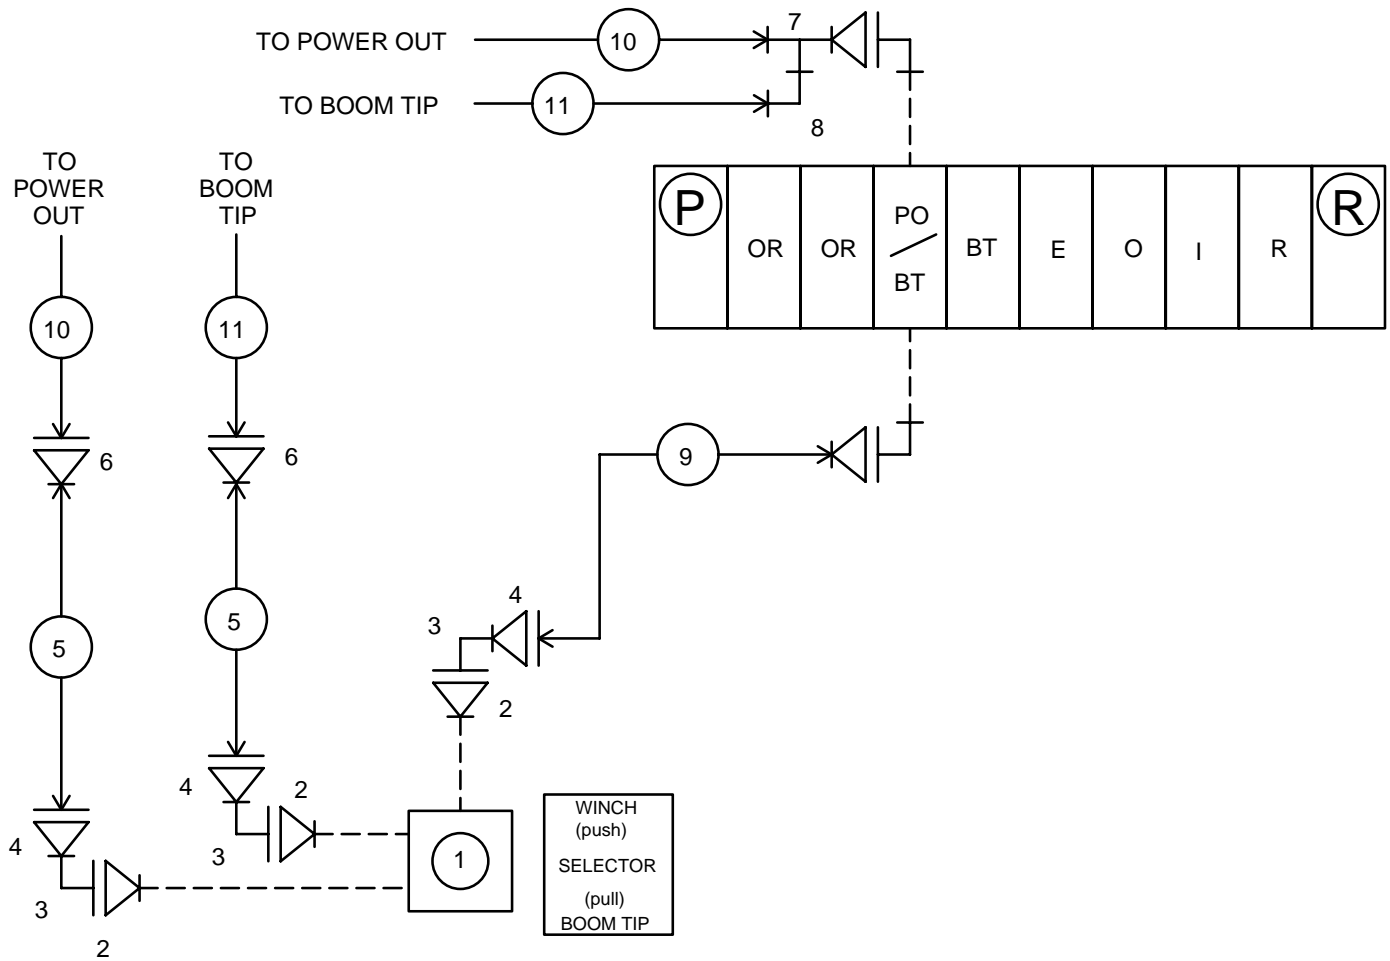 7
TO POWER OUT
10
TO BOOM TIP
11
8
TO
POWER
OUT
TO
BOOM
TIP
P
OR
OR
PO
BT
BT
E
O
I
R
R
10
11
6
6
9
5
5
4
3
2
4
2
3
4
3
2
1
WINCH
(push)
SELECTOR
(pull)
BOOM TIP